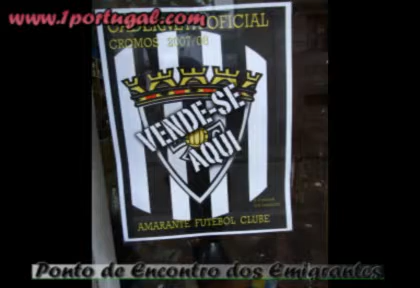 www.1portugal.com
CADERNETA OFICIAL
CROMOS 2007/08
VENDE-SE
AQUI
AMARANTE FUTEBOL CLUBE
Ponto de Encontro dos Emigrantes